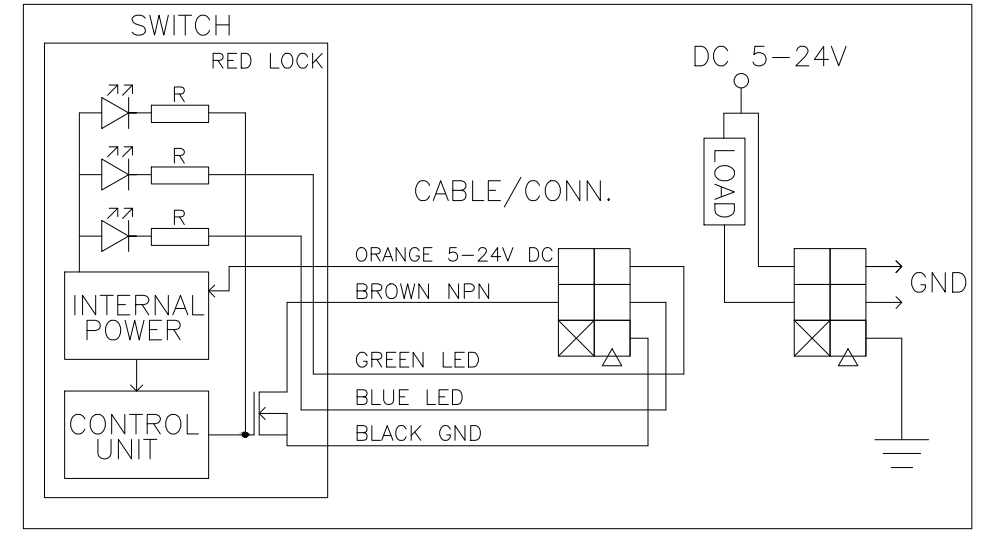 SWITCH
RED LOCK
R
R
R
INTERNAL
POWER
CONTROL
UNIT
CABLE/CONN.
ORANGE 5-24V DC
BROWN NPN
GREEN LED
BLUE LED
BLACK GND
DC 5-24V
LOAD
GND